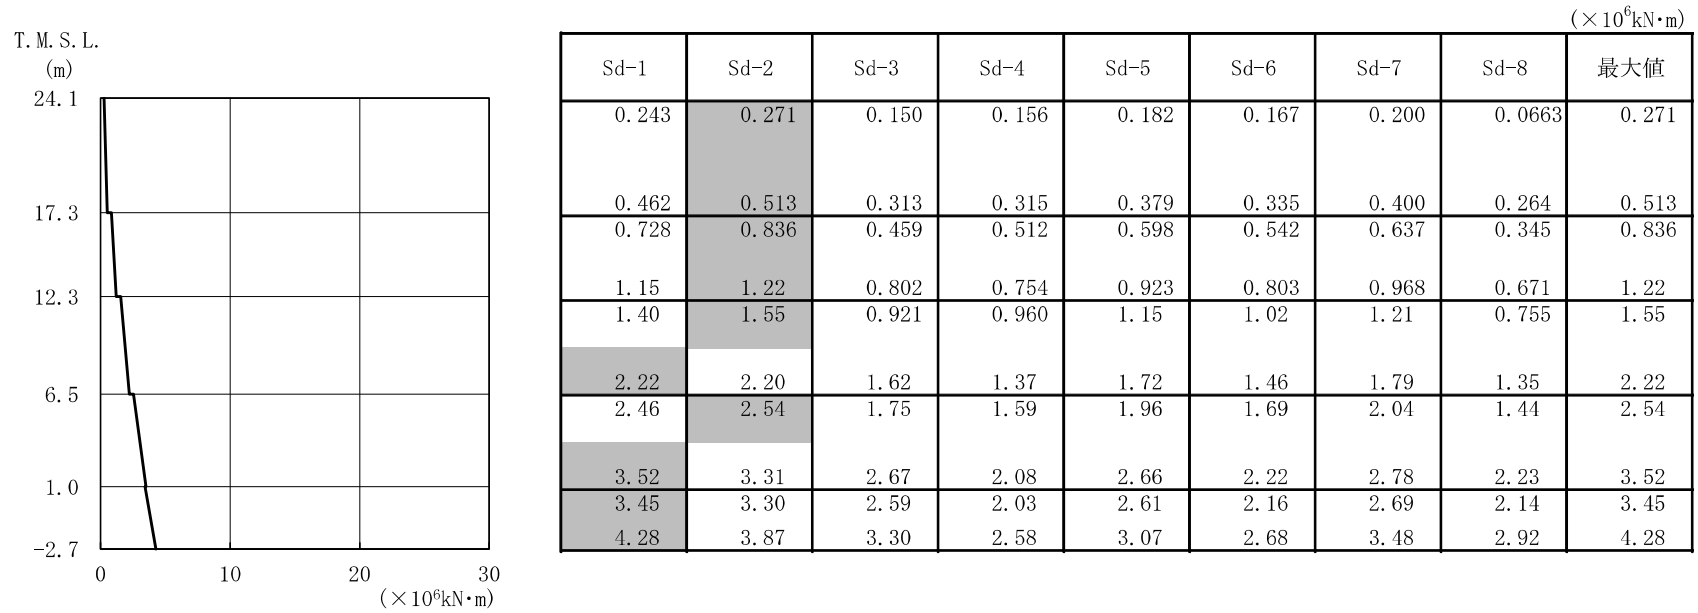 T.M.S.L.
(m)
24.1
17.3
12.3
6.5
1.0
-2.7
0 10 20 30
(×10⁶kN・m)
(×10⁶kN・m)
Sd-1 Sd-2 Sd-3 Sd-4 Sd-5 Sd-6 Sd-7 Sd-8 最大値
0.243 0.271 0.150 0.156 0.182 0.167 0.200 0.0663 0.271
0.462 0.513 0.313 0.315 0.379 0.335 0.400 0.264 0.513
0.728 0.836 0.459 0.512 0.598 0.542 0.637 0.345 0.836
1.15 1.22 0.802 0.754 0.923 0.803 0.968 0.671 1.22
1.40 1.55 0.921 0.960 1.15 1.02 1.21 0.755 1.55
2.22 2.20 1.62 1.37 1.72 1.46 1.79 1.35 2.22
2.46 2.54 1.75 1.59 1.96 1.69 2.04 1.44 2.54
3.52 3.31 2.67 2.08 2.66 2.22 2.78 2.23 3.52
3.45 3.30 2.59 2.03 2.61 2.16 2.69 2.14 3.45
4.28 3.87 3.30 2.58 3.07 2.68 3.48 2.92 4.28